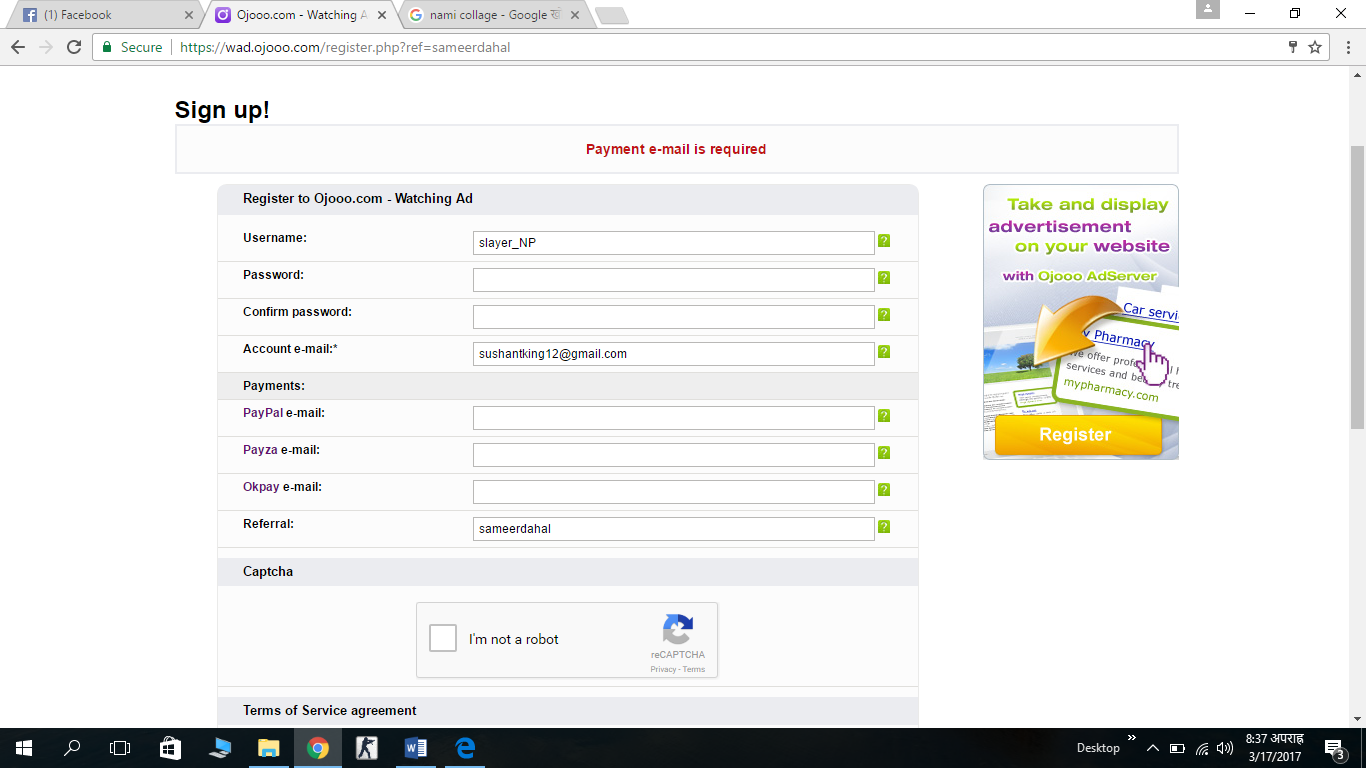 (1) Facebook
Ojooo.com - Watching A
nami collage - Google
Secure
https://wad.ojooo.com/register.php?ref=sameerdahal
Sign up!
Payment e-mail is required
Register to Ojooo.com - Watching Ad
Username:
slayer_NP
?
Password:
?
Confirm password:
?
Account e-mail:*
sushantking12@gmail.com
?
Payments:
PayPal e-mail:
?
Payza e-mail:
?
Okpay e-mail:
?
Referral:
sameerdahal
?
Captcha
I'm not a robot
reCAPTCHA
Privacy - Terms
Terms of Service agreement
Take and display
advertisement
on your website
with Ojooo AdServer
Car servi
y Pharmacy
we offer prof
services and be
mypharmacy.com
Register
Desktop
8:37 अपराह्न
3/17/2017
3